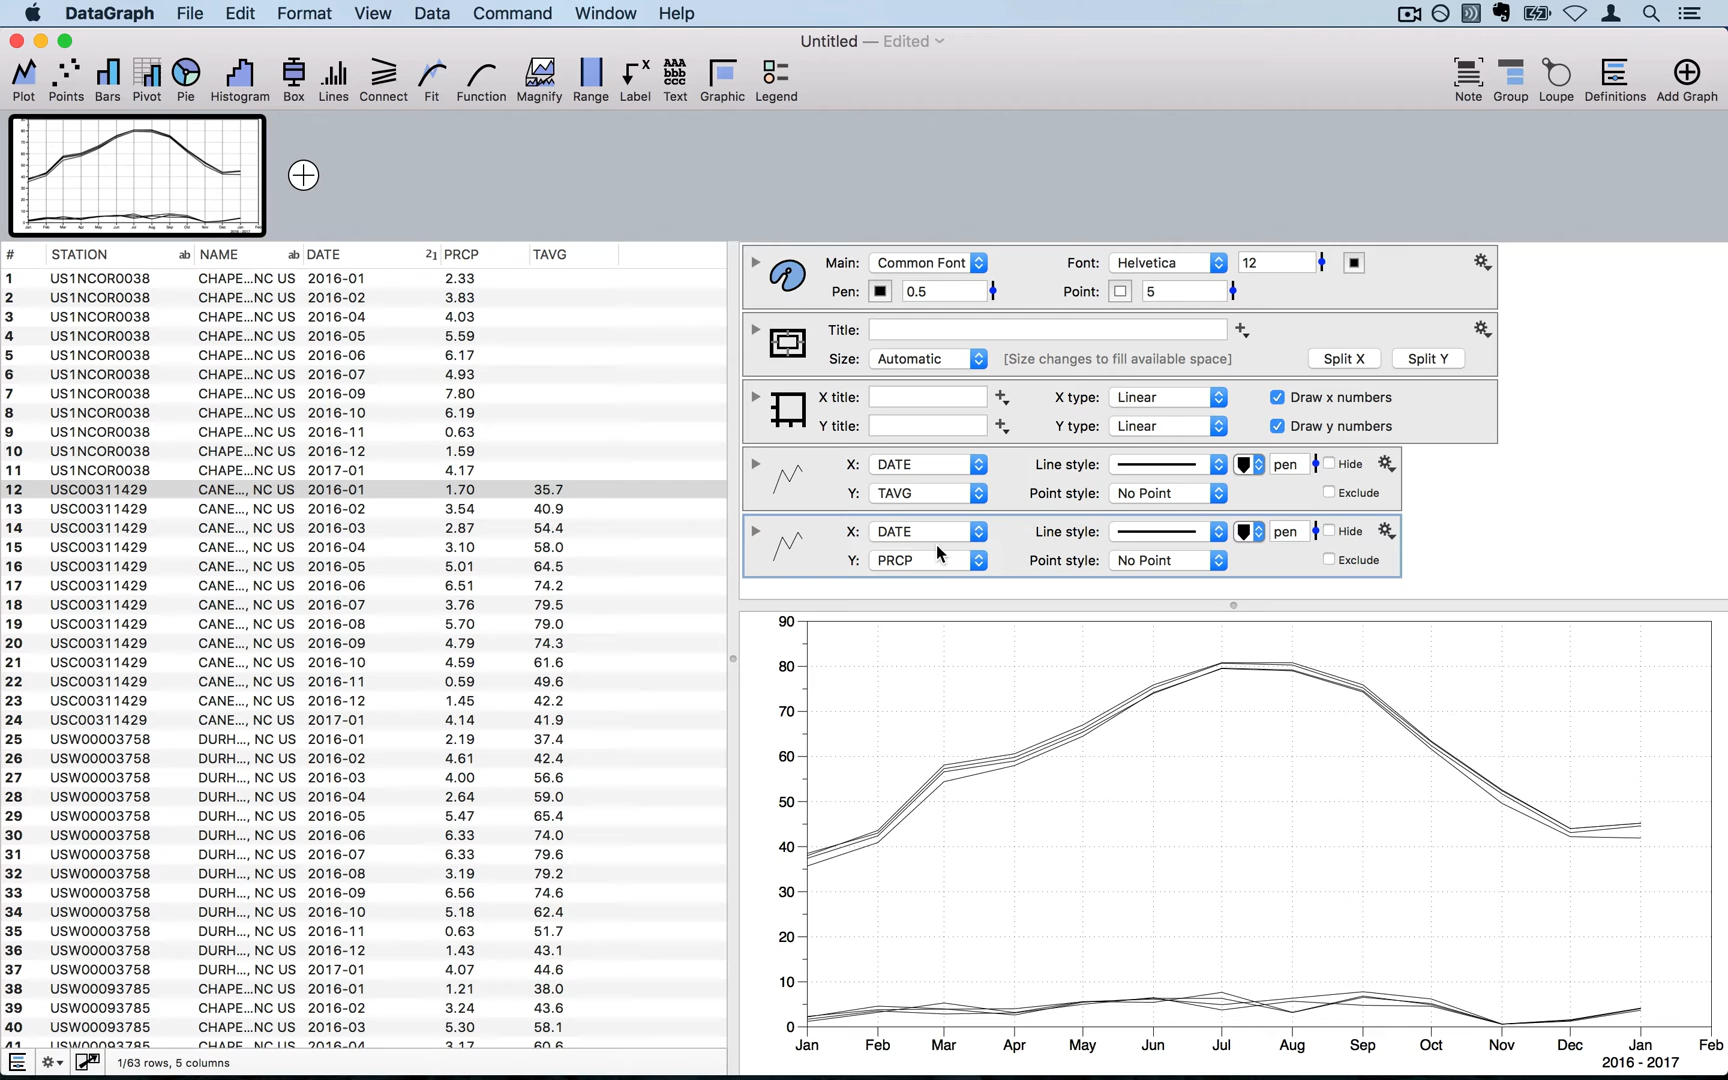 DataGraph File Edit Format View Data Command Window Help
Untitled — Edited
Plot Points Bars Pivot Pie Histogram Box Lines Connect Fit Function Magnify Range Label Text Graphic Legend Note Group Loupe Definitions Add Graph
# STATION ab NAME ab DATE 21 PRCP TAVG
1 US1NCOR0038 CHAPE...NC US 2016-01 2.33
2 US1NCOR0038 CHAPE...NC US 2016-02 3.83
3 US1NCOR0038 CHAPE...NC US 2016-04 4.03
4 US1NCOR0038 CHAPE...NC US 2016-05 5.59
5 US1NCOR0038 CHAPE...NC US 2016-06 6.17
6 US1NCOR0038 CHAPE...NC US 2016-07 4.93
7 US1NCOR0038 CHAPE...NC US 2016-09 7.80
8 US1NCOR0038 CHAPE...NC US 2016-10 6.19
9 US1NCOR0038 CHAPE...NC US 2016-11 0.63
10 US1NCOR0038 CHAPE...NC US 2016-12 1.59
11 US1NCOR0038 CHAPE...NC US 2017-01 4.17
12 USC00311429 CANE..., NC US 2016-01 1.70 35.7
13 USC00311429 CANE..., NC US 2016-02 3.54 40.9
14 USC00311429 CANE..., NC US 2016-03 2.87 54.4
15 USC00311429 CANE..., NC US 2016-04 3.10 58.0
16 USC00311429 CANE..., NC US 2016-05 5.01 64.5
17 USC00311429 CANE..., NC US 2016-06 6.51 74.2
18 USC00311429 CANE..., NC US 2016-07 3.76 79.5
19 USC00311429 CANE..., NC US 2016-08 5.70 79.0
20 USC00311429 CANE..., NC US 2016-09 4.79 74.3
21 USC00311429 CANE..., NC US 2016-10 4.59 61.6
22 USC00311429 CANE..., NC US 2016-11 0.59 49.6
23 USC00311429 CANE..., NC US 2016-12 1.45 42.2
24 USC00311429 CANE..., NC US 2017-01 4.14 41.9
25 USW00003758 DURH..., NC US 2016-01 2.19 37.4
26 USW00003758 DURH..., NC US 2016-02 4.61 42.4
27 USW00003758 DURH..., NC US 2016-03 4.00 56.6
28 USW00003758 DURH..., NC US 2016-04 2.64 59.0
29 USW00003758 DURH..., NC US 2016-05 5.47 65.4
30 USW00003758 DURH..., NC US 2016-06 6.33 74.0
31 USW00003758 DURH..., NC US 2016-07 6.33 79.6
32 USW00003758 DURH..., NC US 2016-08 3.19 79.2
33 USW00003758 DURH..., NC US 2016-09 6.56 74.6
34 USW00003758 DURH..., NC US 2016-10 5.18 62.4
35 USW00003758 DURH..., NC US 2016-11 0.63 51.7
36 USW00003758 DURH..., NC US 2016-12 1.43 43.1
37 USW00003758 DURH..., NC US 2017-01 4.07 44.6
38 USW00093785 CHAPE...NC US 2016-01 1.21 38.0
39 USW00093785 CHAPE...NC US 2016-02 3.24 43.6
40 USW00093785 CHAPE...NC US 2016-03 5.30 58.1
41 USW00093785 CHAPE...NC US 2016-04 3.17 60.6
1/63 rows, 5 columns
Main: Common Font Font: Helvetica 12
Pen: 0.5 Point: 5
Title:
Size: Automatic [Size changes to fill available space] Split X Split Y
X title: X type: Linear Draw x numbers
Y title: Y type: Linear Draw y numbers
X: DATE Line style: pen Hide
Y: TAVG Point style: No Point Exclude
X: DATE Line style: pen Hide
Y: PRCP Point style: No Point Exclude
90
80
70
60
50
40
30
20
10
0
Jan Feb Mar Apr May Jun Jul Aug Sep Oct Nov Dec Jan Feb
2016 - 2017